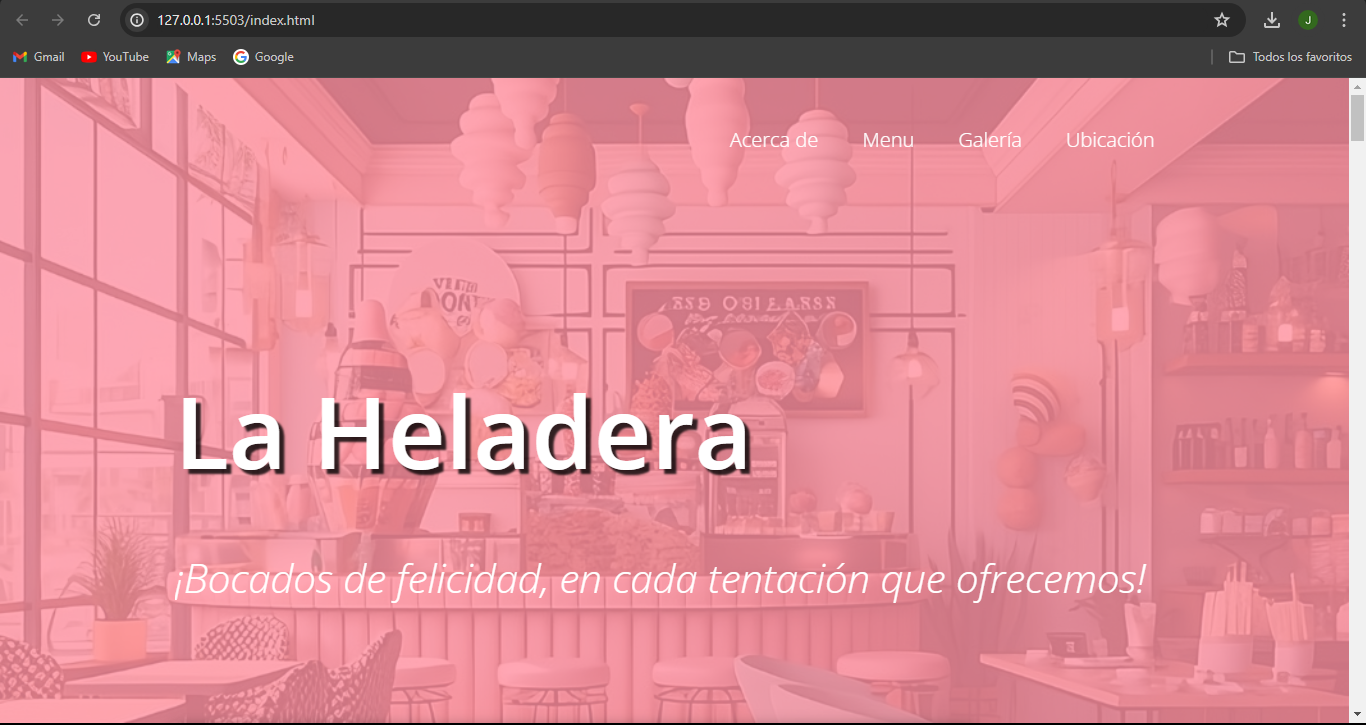 127.0.0.1:5503/index.html
J
Gmail YouTube Maps Google Todos los favoritos
Acerca de Menu Galería Ubicación
La Heladera
¡Bocados de felicidad, en cada tentación que ofrecemos!